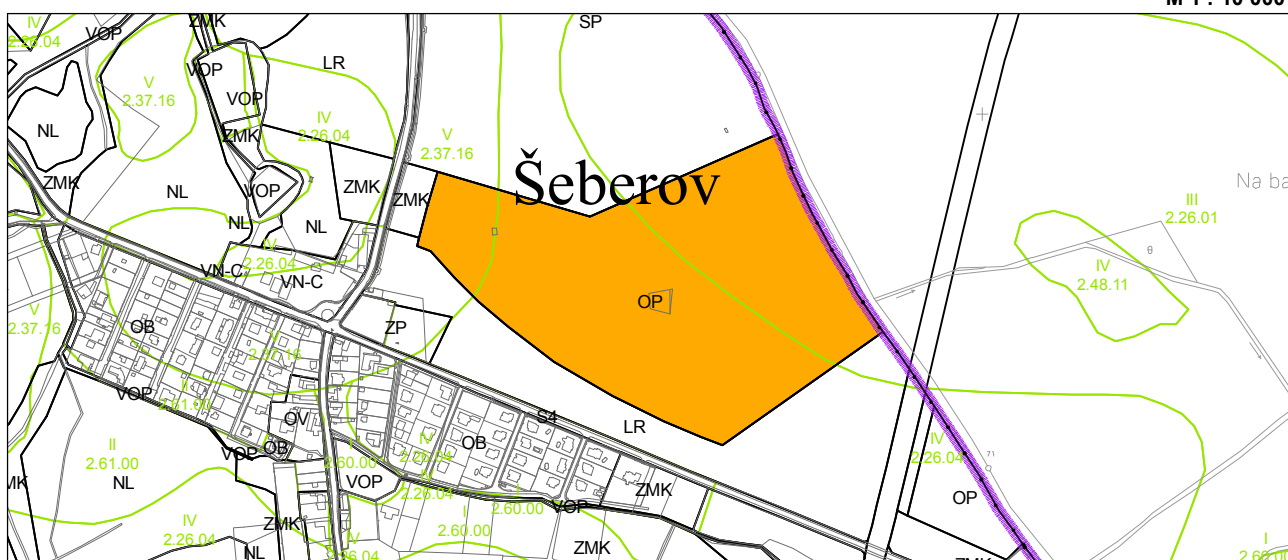 M 1 : 10 000
IV
2.26.04
VOP
ZMK
SP
LR
V
2.37.16
VOP
VOP
NL
ZMK
IV
2.26.04
V
2.37.16
Šeberov
ZMK
NL
VOP
ZMK
ZMK
Na ba
III
2.26.01
NL
NL
IV
2.26.04
VN-C
VN-C
IV
2.48.11
OP
V
2.37.16
OB
ZP
V
2.37.16
VOP
II
2.61.00
OV
S4
LR
OB
IV
2.26.04
II
2.61.00
NL
VOP
OB
I
2.60.00
IV
2.26.04
71
VOP
ZMK
OP
I
2.60.00
VOP
I
2.60.00
IV
2.26.04
ZMK
NL
IV
2.26.04
ZMK
ZMK
I